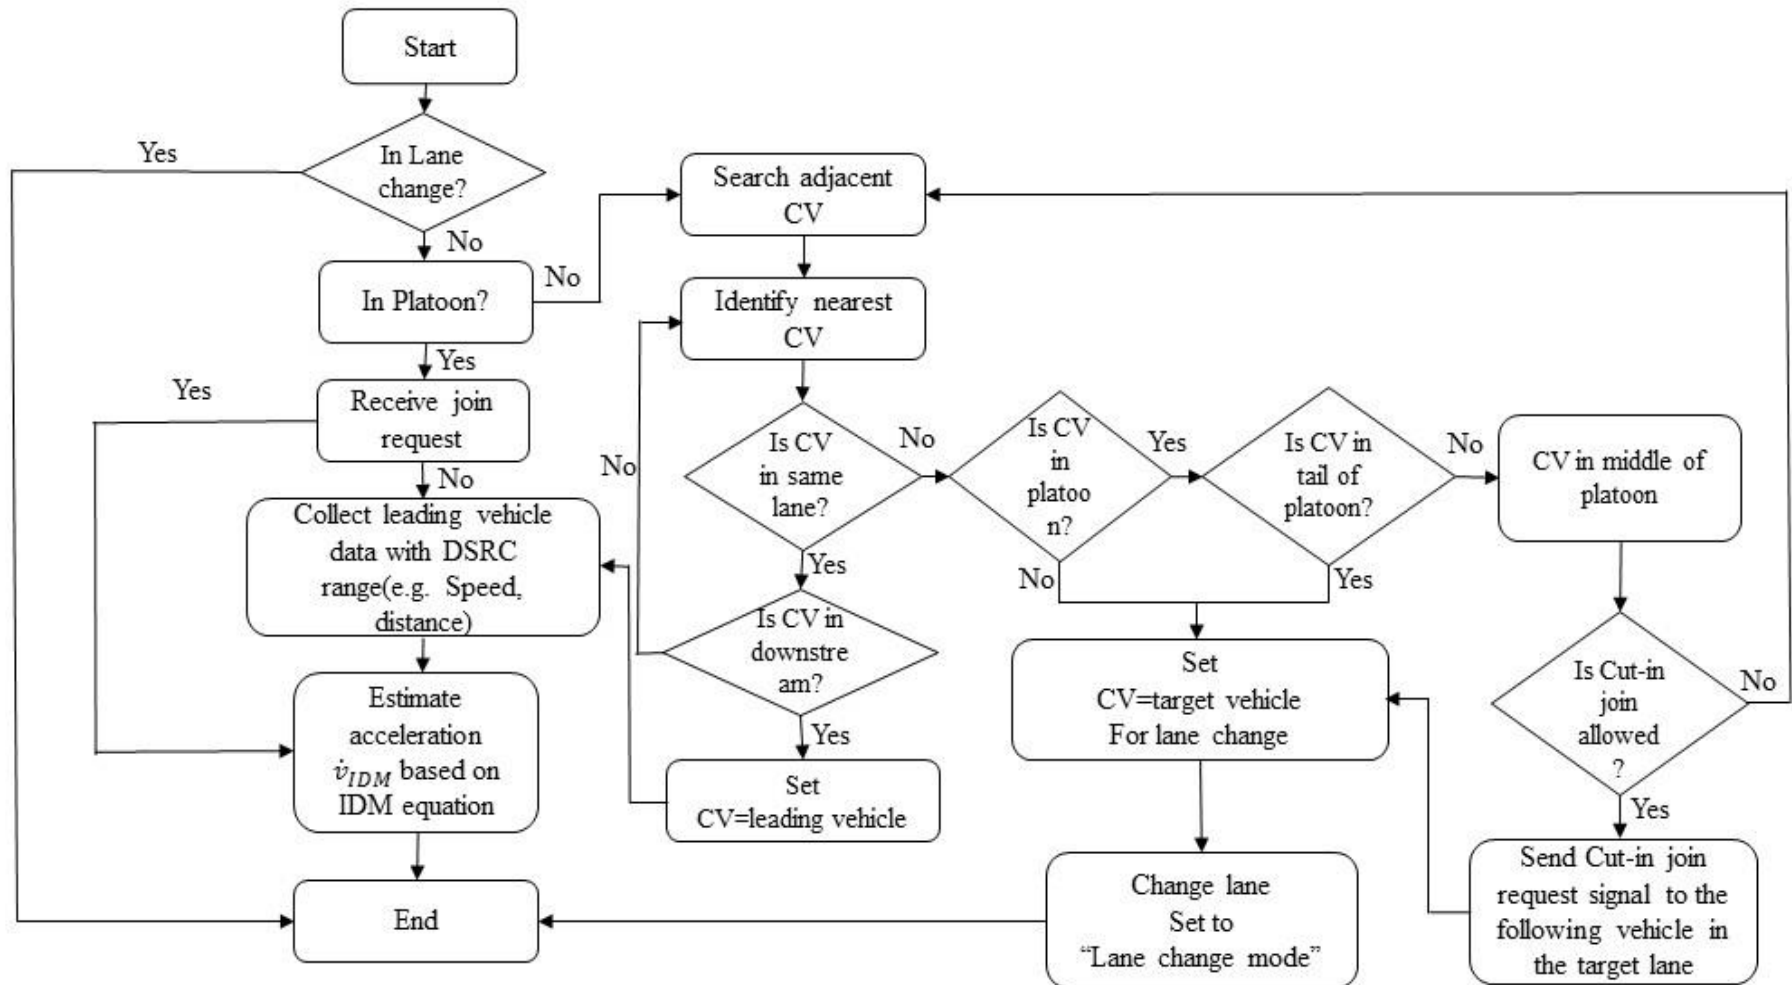 Start
In Lane
change?
Yes
No
In Platoon?
No
Yes
Receive join
request
Yes
No
Collect leading vehicle
data with DSRC
range(e.g. Speed,
distance)
Estimate
acceleration
v̇IDM based on
IDM equation
End
Search adjacent
CV
Identify nearest
CV
Is CV
in same
lane?
No
Yes
Is CV in
downstre
am?
No
Yes
Set
CV=leading vehicle
Is CV
in
platoo
n?
Yes
No
Is CV in
tail of
platoon?
No
Yes
CV in middle of
platoon
Set
CV=target vehicle
For lane change
Change lane
Set to
“Lane change mode”
Is Cut-in
join
allowed
?
No
Yes
Send Cut-in join
request signal to the
following vehicle in
the target lane